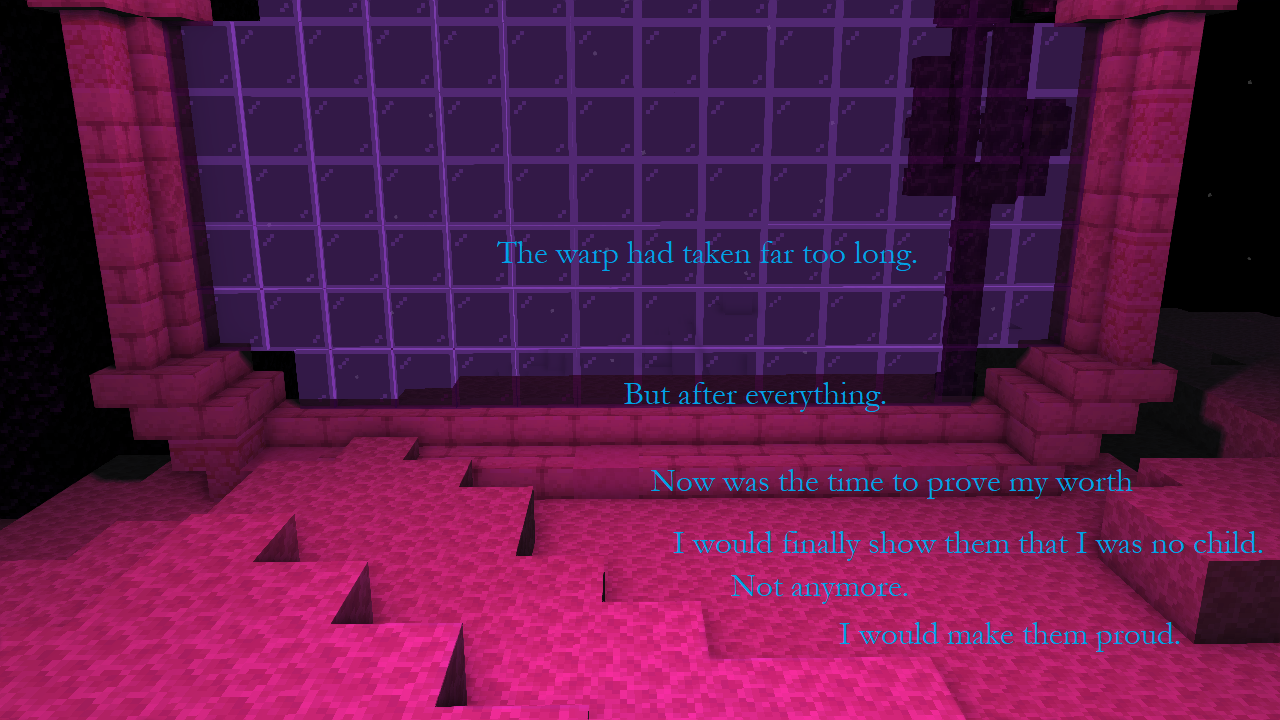 The warp had taken far too long.
But after everything.
Now was the time to prove my worth
I would finally show them that I was no child.
Not anymore.
I would make them proud.